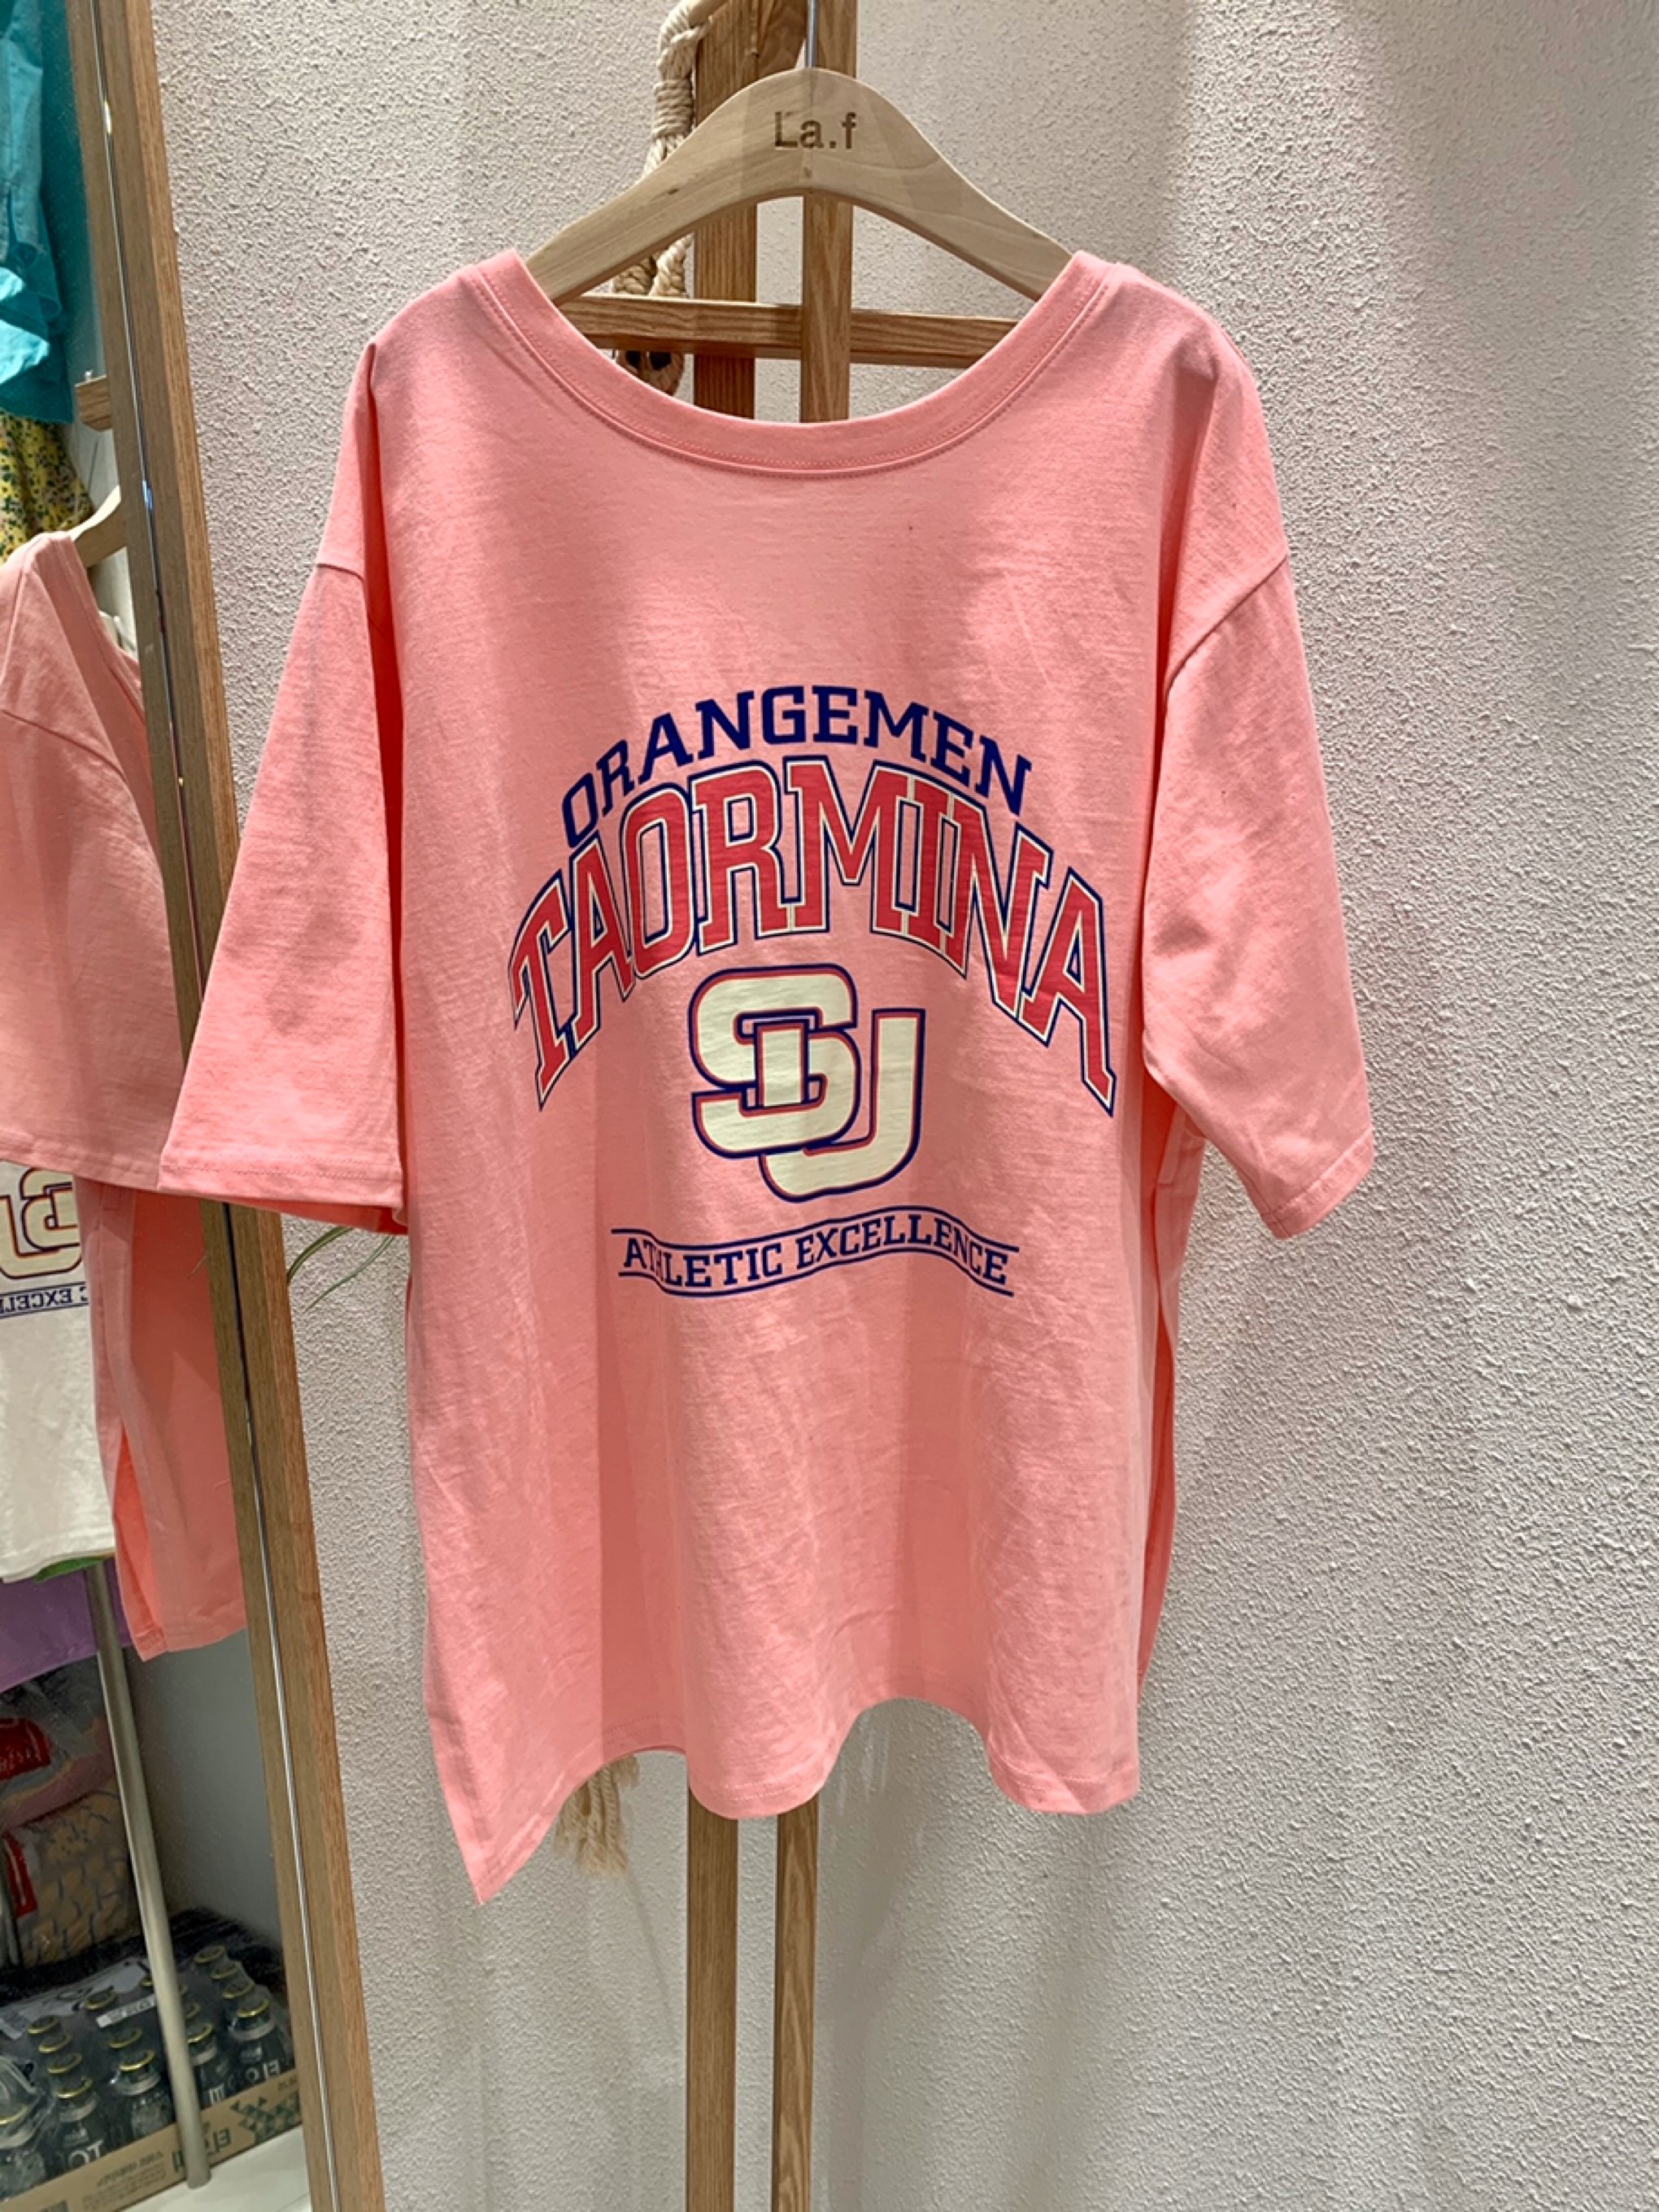 La.f
ORANGEMEN
TAORMINA
SU
ATHLETIC EXCELLENCE